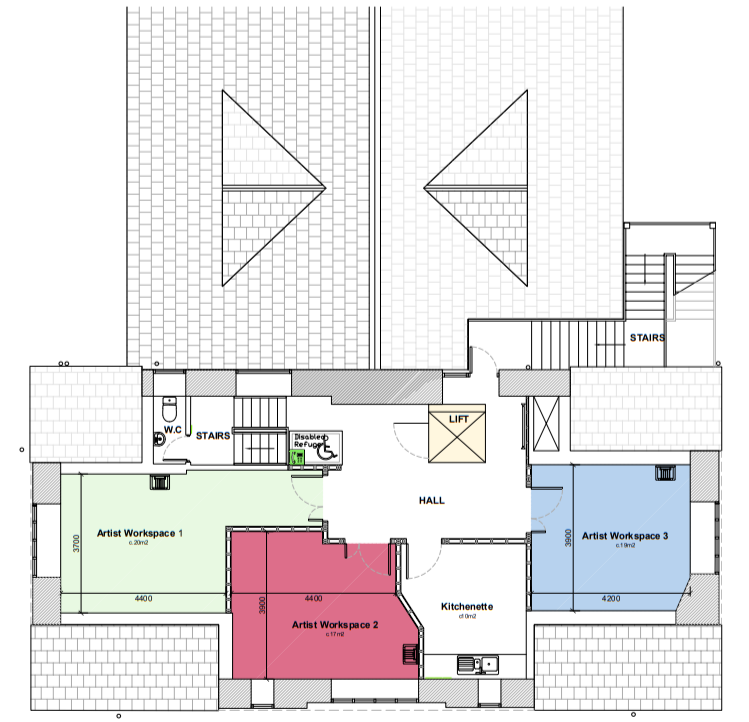 STAIRS
LIFT
W.C
STAIRS
Disabled
Refuge
HALL
Artist Workspace 1
c.20m2
3700
4400
Artist Workspace 2
c.17m2
3900
4400
Kitchenette
c10m2
Artist Workspace 3
c.19m2
3900
4200